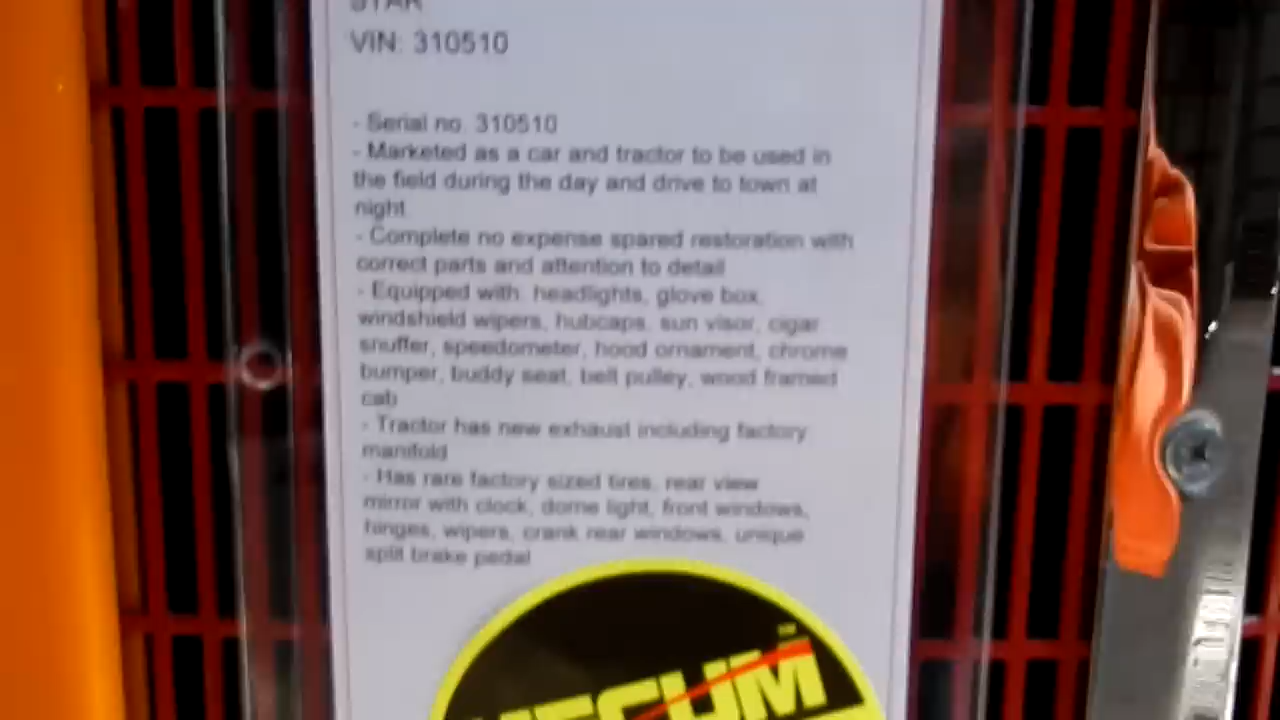 STAR
VIN: 310510
- Serial no. 310510
- Marketed as a car and tractor to be used in
the field during the day and drive to town at
night.
- Complete no expense spared restoration with
correct parts and attention to detail
- Equipped with: headlights, glove box,
windshield wipers, hubcaps, sun visor, cigar
snuffer, speedometer, hood ornament, chrome
bumper, buddy seat, belt pulley, wood framed
cab
- Tractor has new exhaust including factory
manifold
- Has rare factory sized tires, rear view
mirror with clock, dome light, front windows,
hinges, wipers, crank rear windows, unique
split brake pedal
MECUM